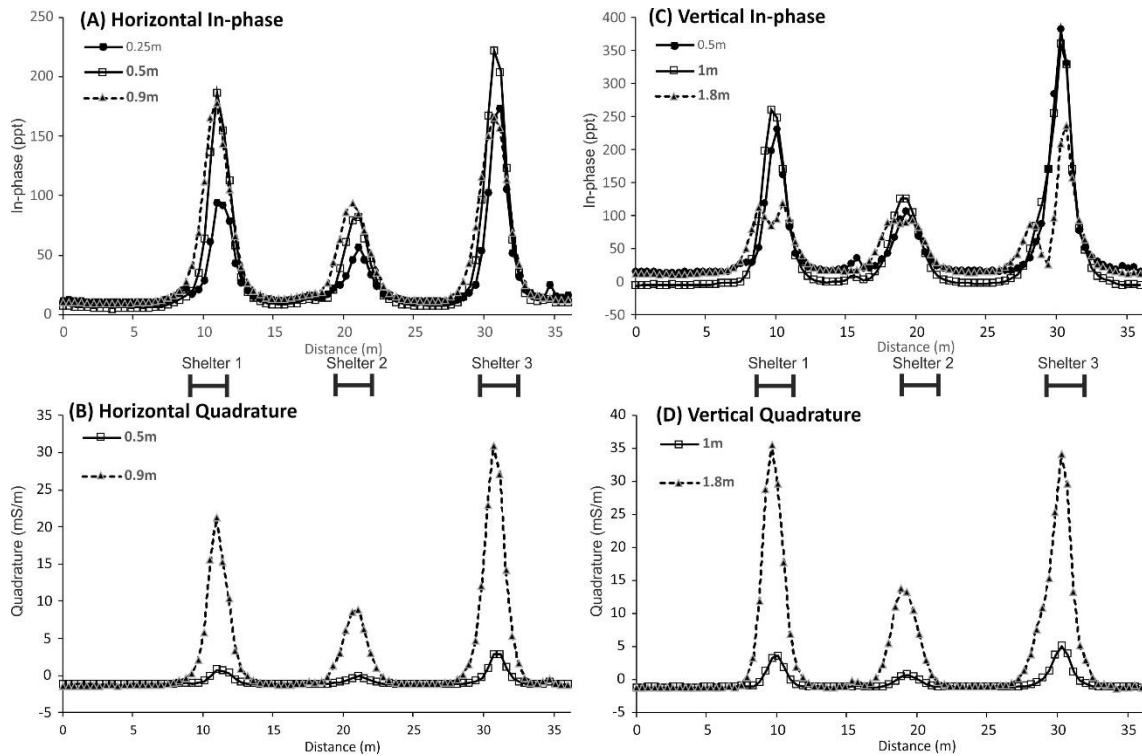 (A) Horizontal In-phase
0.25m
0.5m
0.9m
In-phase (ppt)
250
200
150
100
50
0
0 5 10 15 20 25 30 35
Distance (m)
(C) Vertical In-phase
0.5m
1m
1.8m
In-phase (ppt)
400
350
300
250
200
150
100
50
0
-50
0 5 10 15 20 25 30 35
Distance (m)
Shelter 1 Shelter 2 Shelter 3
Shelter 1 Shelter 2 Shelter 3
(B) Horizontal Quadrature
0.5m
0.9m
Quadrature (mS/m)
35
30
25
20
15
10
5
0
-5
0 5 10 15 20 25 30 35
Distance (m)
(D) Vertical Quadrature
1m
1.8m
Quadrature (mS/m)
40
35
30
25
20
15
10
5
0
-5
0 5 10 15 20 25 30 35
Distance (m)